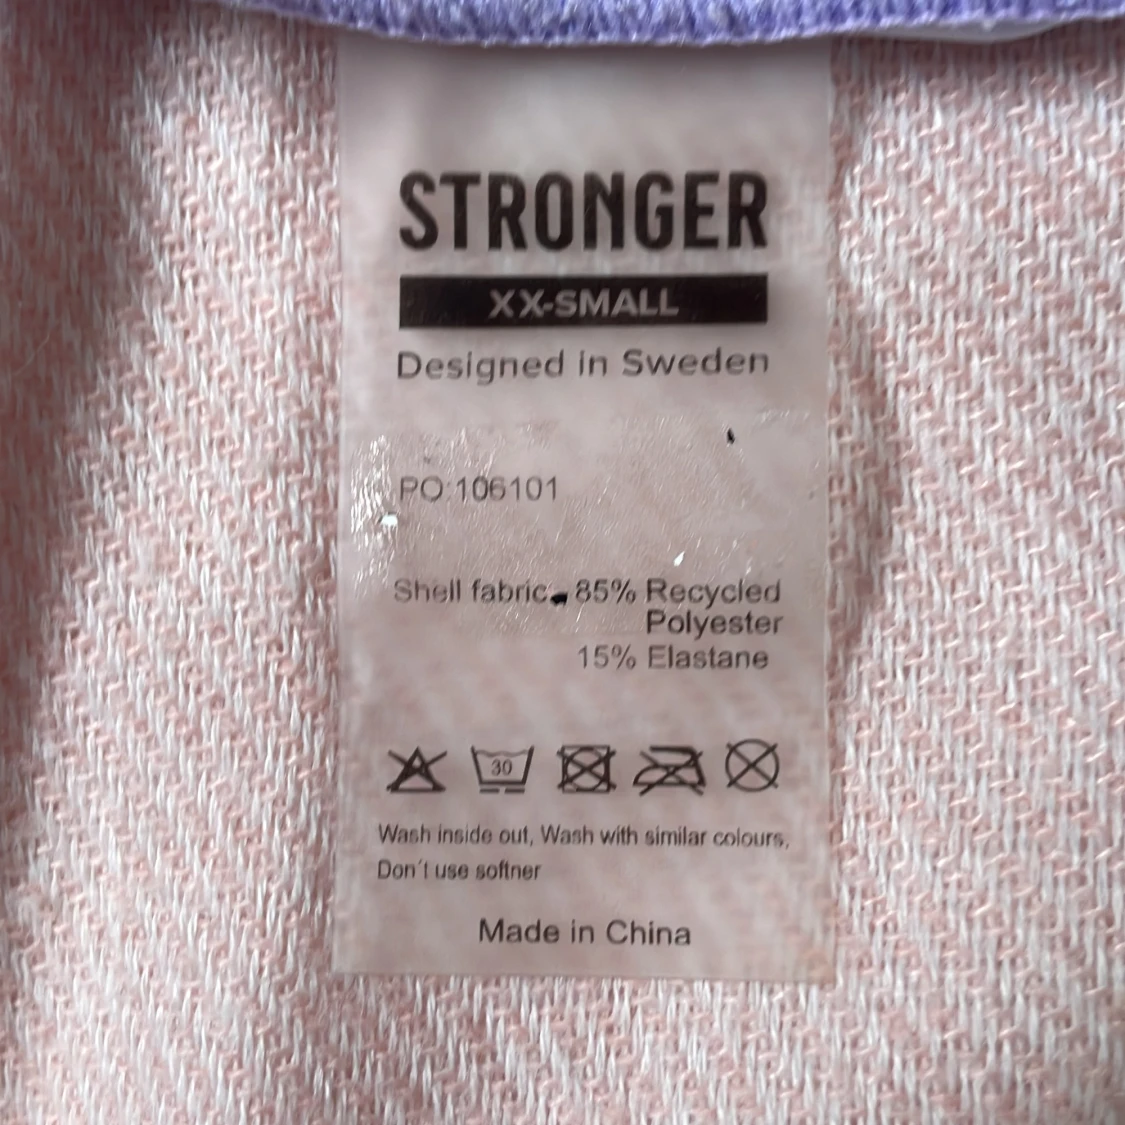 STRONGER
XX-SMALL
Designed in Sweden
PO:106101
Shell fabric 85% Recycled
Polyester
15% Elastane
30
Wash inside out, Wash with similar colours,
Don´t use softner
Made in China